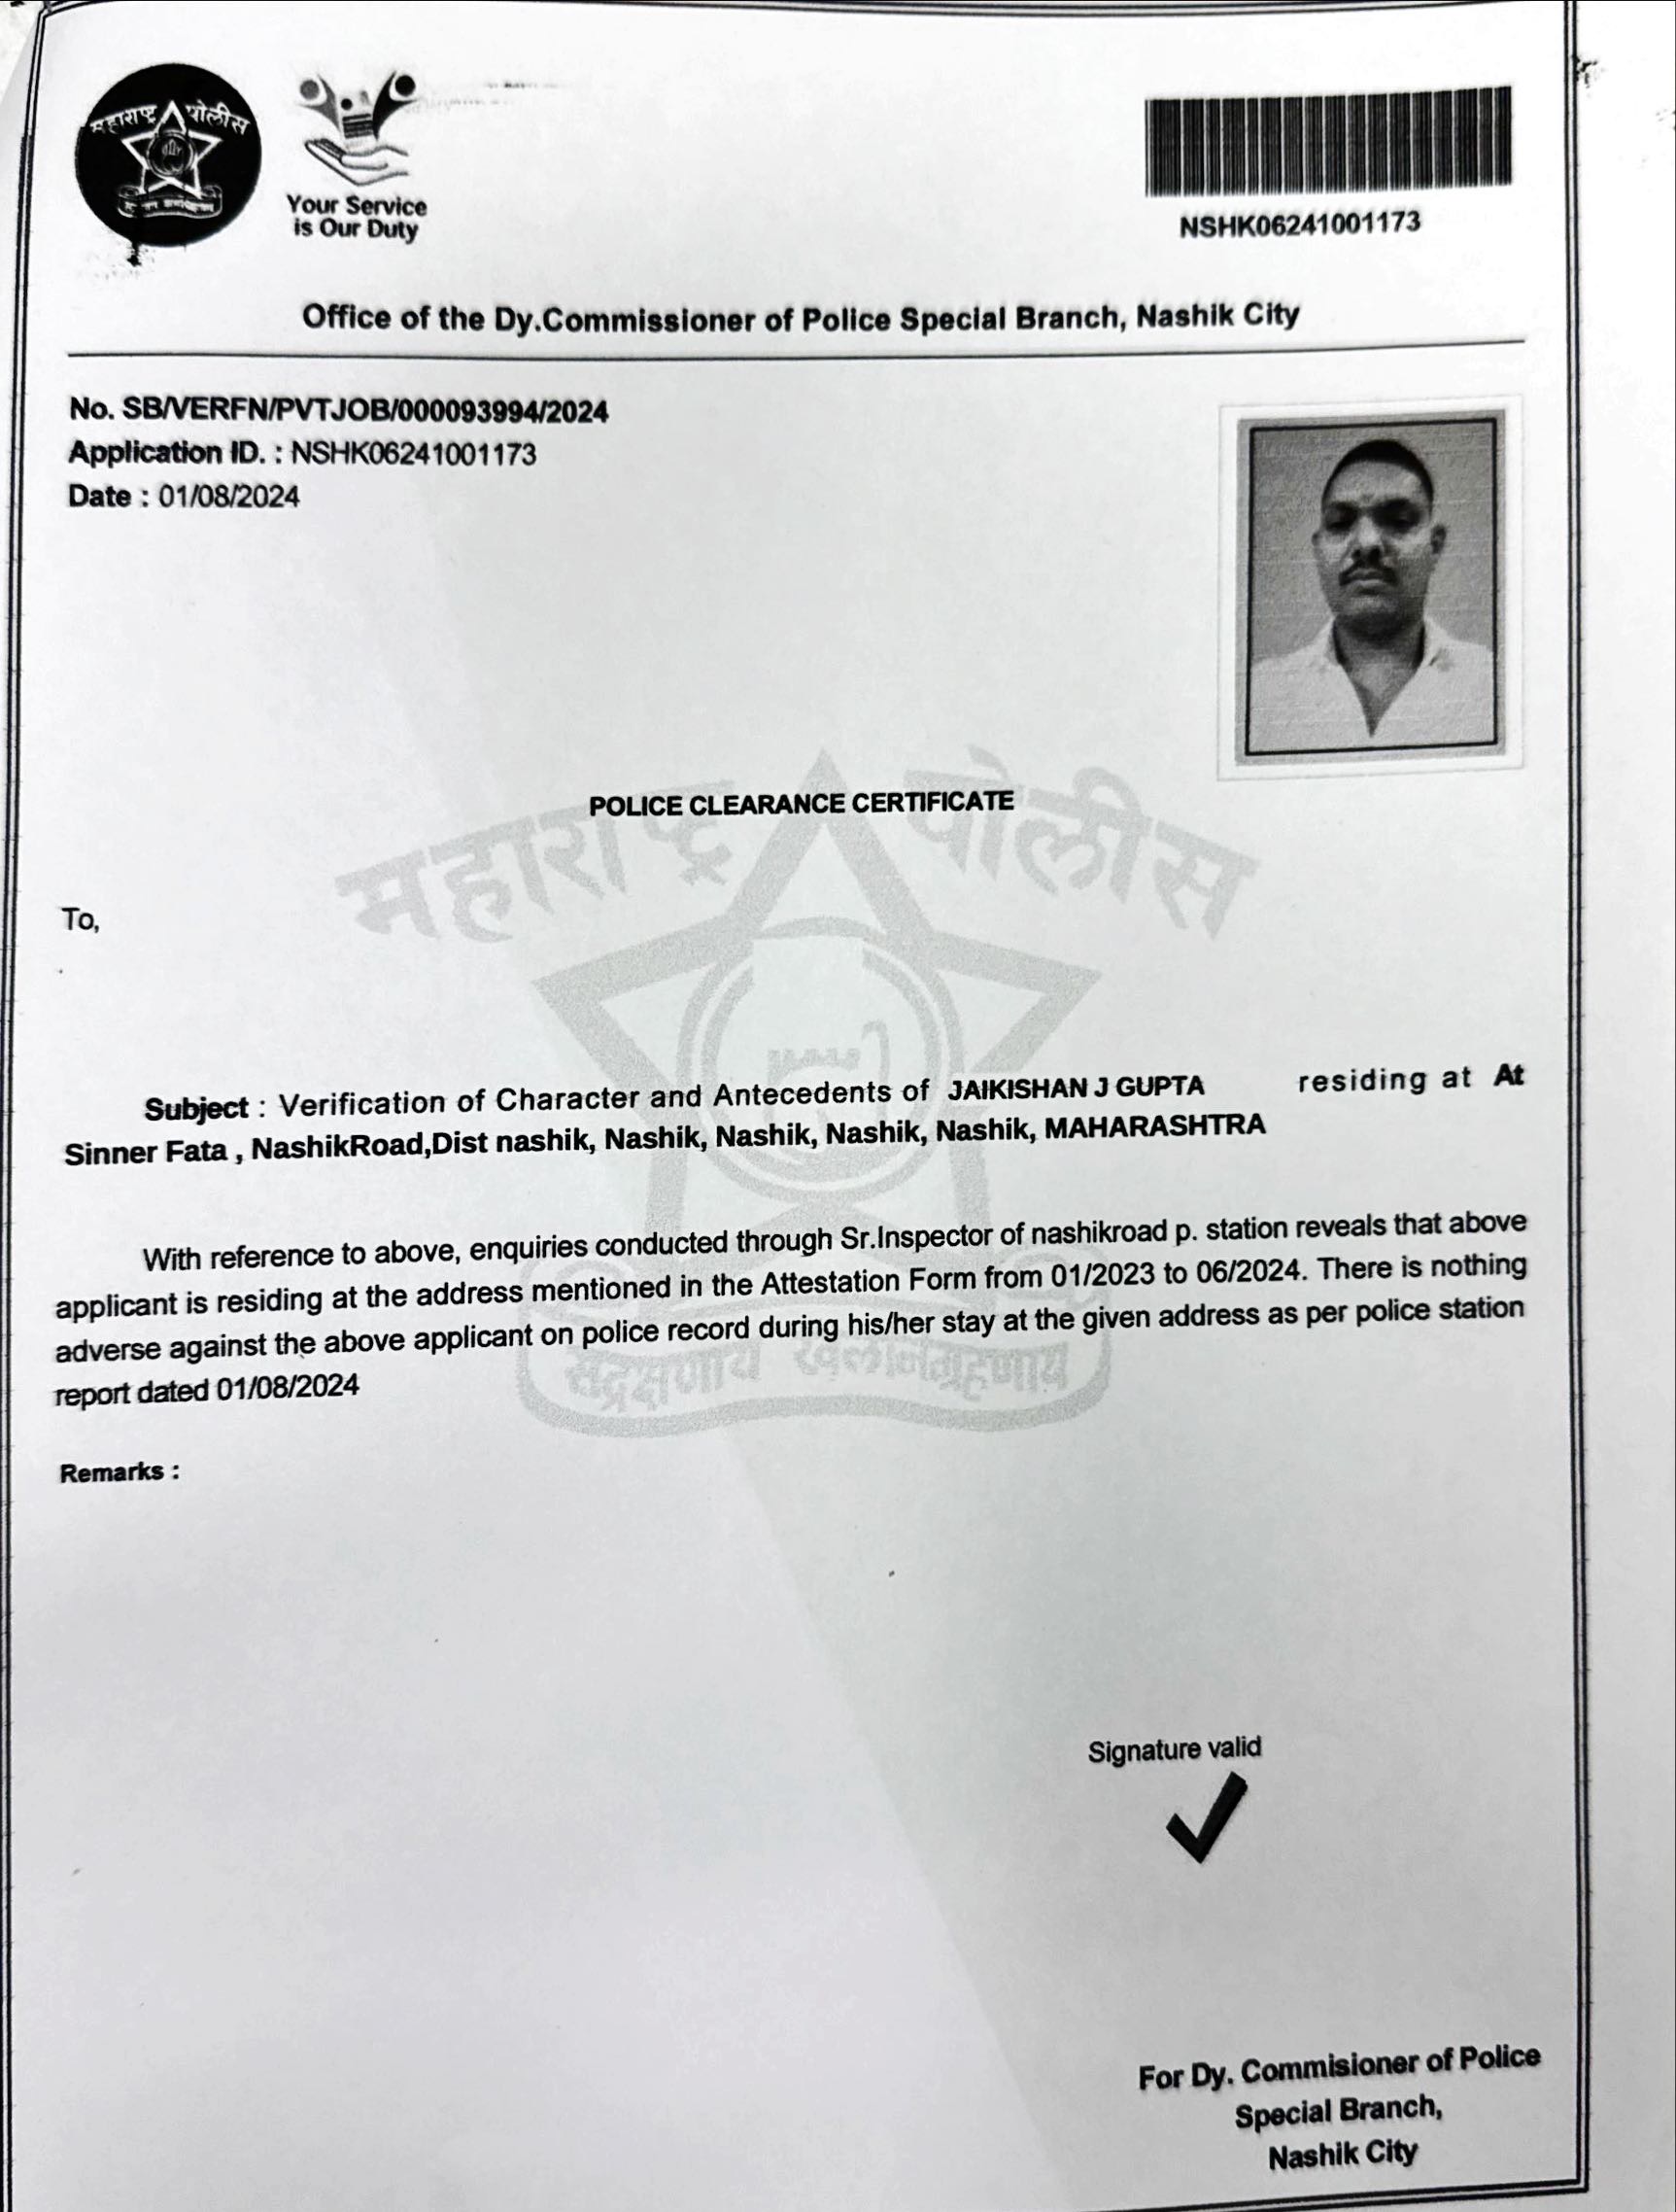 महाराष्ट्र पोलीस
Your Service
is Our Duty
NSHK06241001173
Office of the Dy.Commissioner of Police Special Branch, Nashik City
No. SB/VERFN/PVTJOB/000093994/2024
Application ID. : NSHK06241001173
Date : 01/08/2024
POLICE CLEARANCE CERTIFICATE
महाराष्ट्र पोलीस
To,
Subject : Verification of Character and Antecedents of JAIKISHAN J GUPTA residing at At
Sinner Fata , NashikRoad,Dist nashik, Nashik, Nashik, Nashik, Nashik, MAHARASHTRA
With reference to above, enquiries conducted through Sr.Inspector of nashikroad p. station reveals that above
applicant is residing at the address mentioned in the Attestation Form from 01/2023 to 06/2024. There is nothing
adverse against the above applicant on police record during his/her stay at the given address as per police station
सद्रक्षणाय खलनिग्रहणाय
report dated 01/08/2024
Remarks :
Signature valid
For Dy. Commisioner of Police
Special Branch,
Nashik City